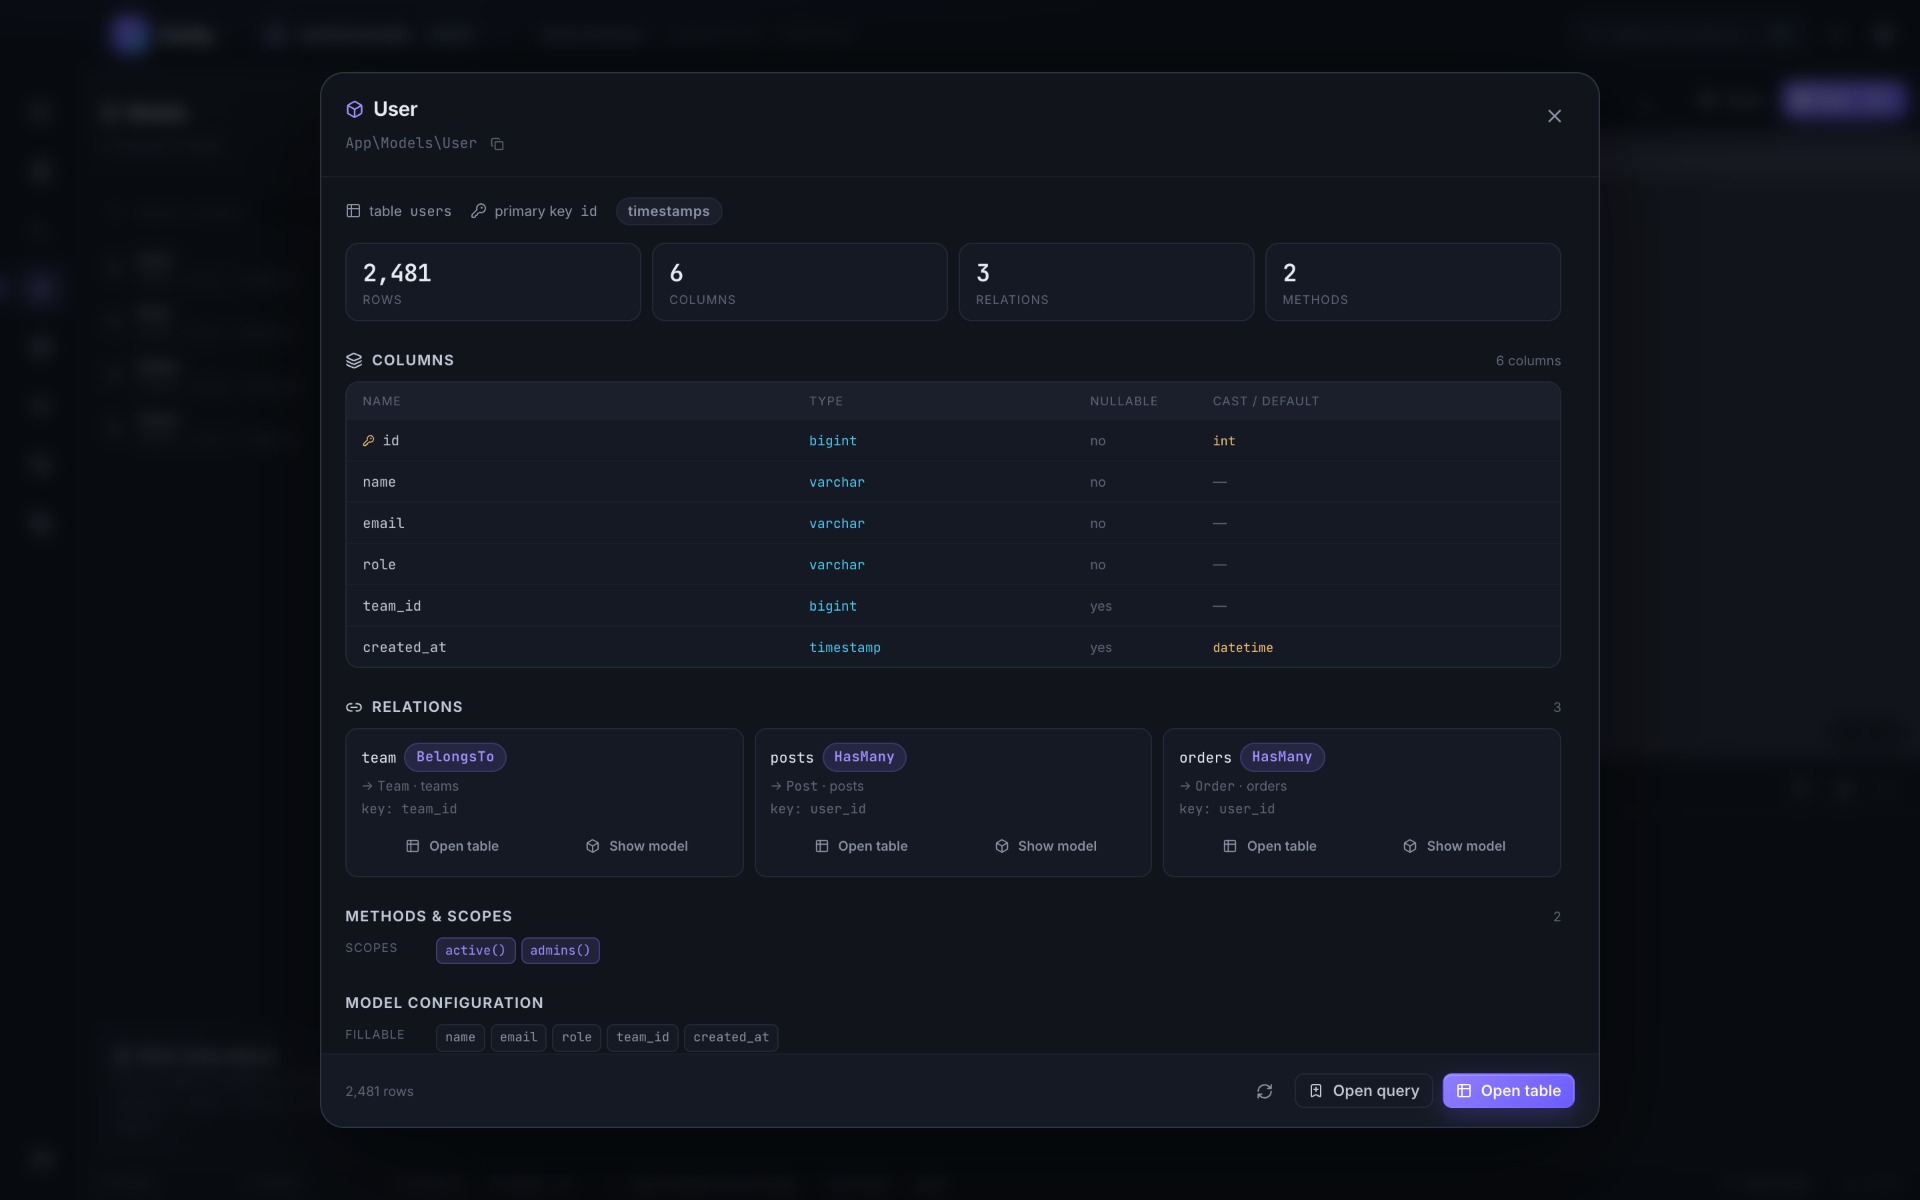 User
App\Models\User
table users primary key id timestamps
2,481 6 3 2
ROWS COLUMNS RELATIONS METHODS
COLUMNS 6 columns
NAME TYPE NULLABLE CAST / DEFAULT
id bigint no int
name varchar no —
email varchar no —
role varchar no —
team_id bigint yes —
created_at timestamp yes datetime
RELATIONS 3
team BelongsTo posts HasMany orders HasMany
→ Team · teams → Post · posts → Order · orders
key: team_id key: user_id key: user_id
Open table Show model Open table Show model Open table Show model
METHODS & SCOPES 2
SCOPES active() admins()
MODEL CONFIGURATION
FILLABLE name email role team_id created_at
2,481 rows Open query Open table